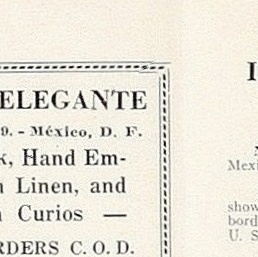 ELEGANTE
9. - México, D. F.
k, Hand Em-
n Linen, and
n Curios —
RDERS C. O. D.
I
Mexi
show
bord
U. S